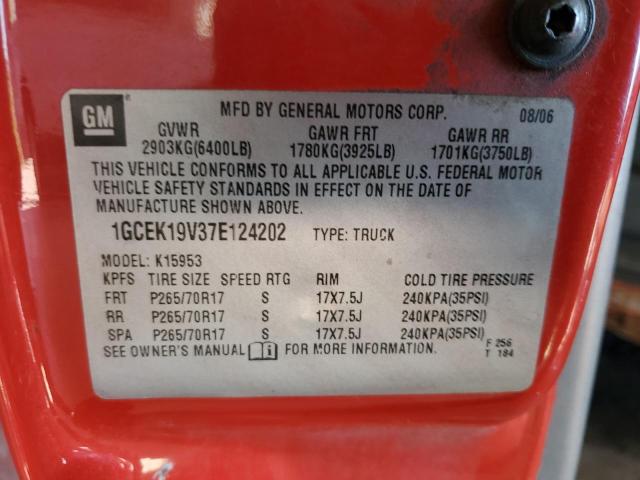 GM
MFD BY GENERAL MOTORS CORP. 08/06
GVWR GAWR FRT GAWR RR
2903KG(6400LB) 1780KG(3925LB) 1701KG(3750LB)
THIS VEHICLE CONFORMS TO ALL APPLICABLE U.S. FEDERAL MOTOR
VEHICLE SAFETY STANDARDS IN EFFECT ON THE DATE OF
MANUFACTURE SHOWN ABOVE.
1GCEK19V37E124202 TYPE: TRUCK
MODEL: K15953
KPFS TIRE SIZE SPEED RTG RIM COLD TIRE PRESSURE
FRT P265/70R17 S 17X7.5J 240KPA(35PSI)
RR P265/70R17 S 17X7.5J 240KPA(35PSI)
SPA P265/70R17 S 17X7.5J 240KPA(35PSI)
SEE OWNER'S MANUAL FOR MORE INFORMATION.
F 256
T 184